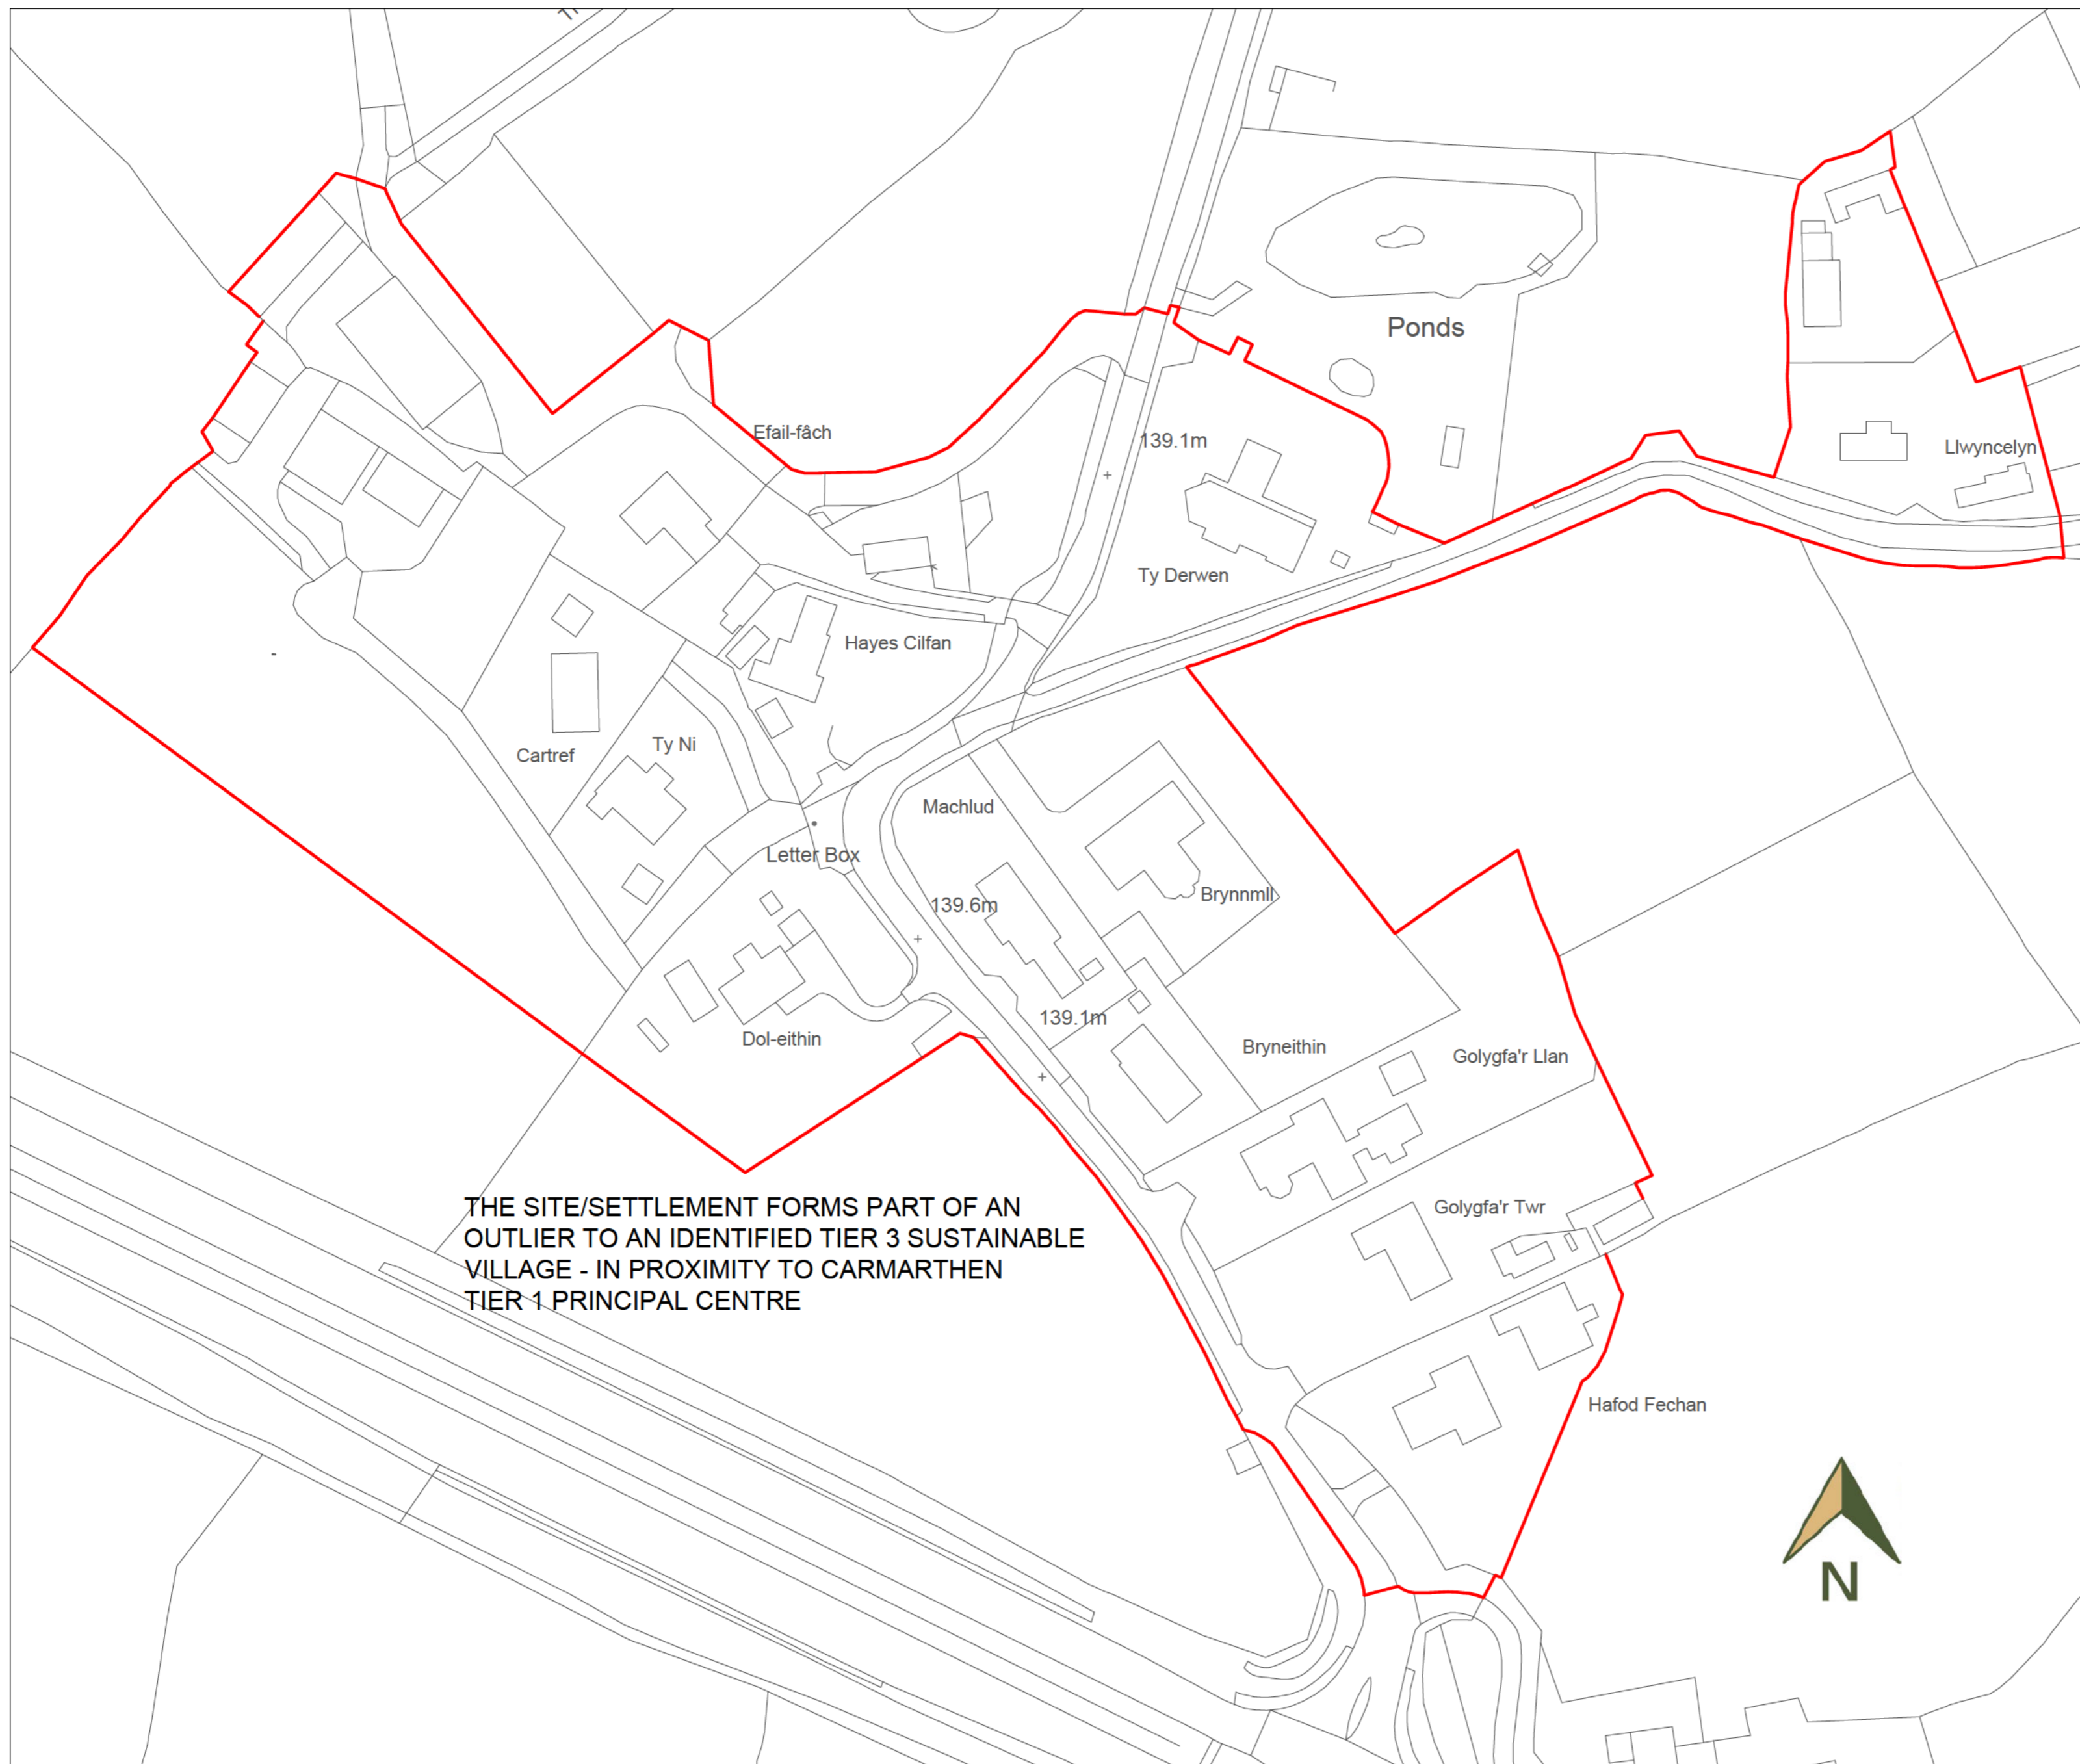 Efail-fâch
Ponds
139.1m
Llwyncelyn
Ty Derwen
Hayes Cilfan
Cartref
Ty Ni
Machlud
Letter Box
Brynnmll
139.6m
139.1m
Dol-eithin
Bryneithin
Golygfa'r Llan
Golygfa'r Twr
THE SITE/SETTLEMENT FORMS PART OF AN
OUTLIER TO AN IDENTIFIED TIER 3 SUSTAINABLE
VILLAGE - IN PROXIMITY TO CARMARTHEN
TIER 1 PRINCIPAL CENTRE
Hafod Fechan
N